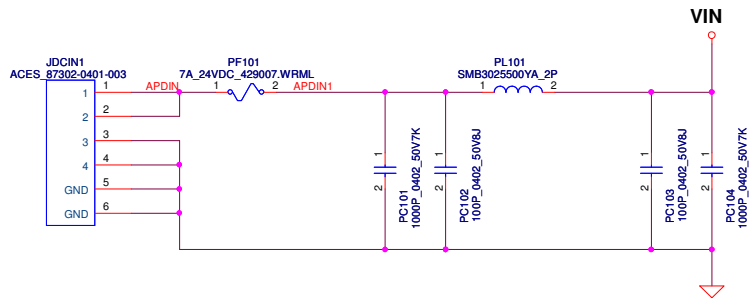 VIN
JDCIN1
ACES_87302-0401-003
PF101
7A_24VDC_429007.WRML
PL101
SMB3025500YA_2P
1 1 APDIN 1 2 APDIN1 1 2
2 2
3 3
4 4
GND 5
GND 6
1 2 PC101 1000P_0402_50V7K
1 2 PC102 100P_0402_50V8J
1 2 PC103 100P_0402_50V8J
1 2 PC104 1000P_0402_50V7K